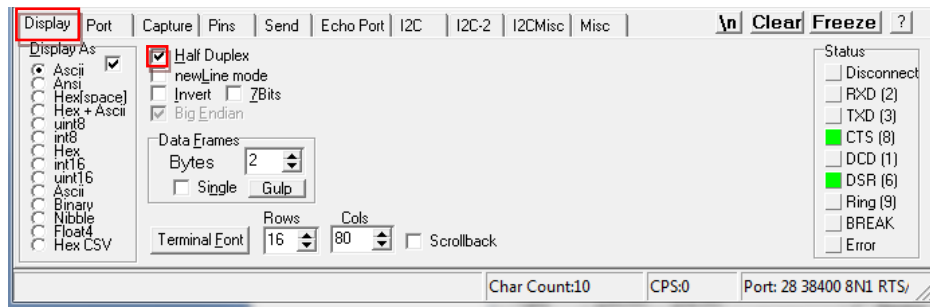 Display Port Capture Pins Send Echo Port I2C I2C-2 I2CMisc Misc \n Clear Freeze ?
Display As
Ascii
Ansi
Hex[space]
Hex + Ascii
uint8
int8
Hex
int16
uint16
Ascii
Binary
Nibble
Float4
Hex CSV
Half Duplex
newLine mode
Invert 7Bits
Big Endian
Data Frames
Bytes 2
Single Gulp
Rows Cols
Terminal Font 16 80 Scrollback
Status
Disconnect
RXD (2)
TXD (3)
CTS (8)
DCD (1)
DSR (6)
Ring (9)
BREAK
Error
Char Count:10 CPS:0 Port: 28 38400 8N1 RTS/